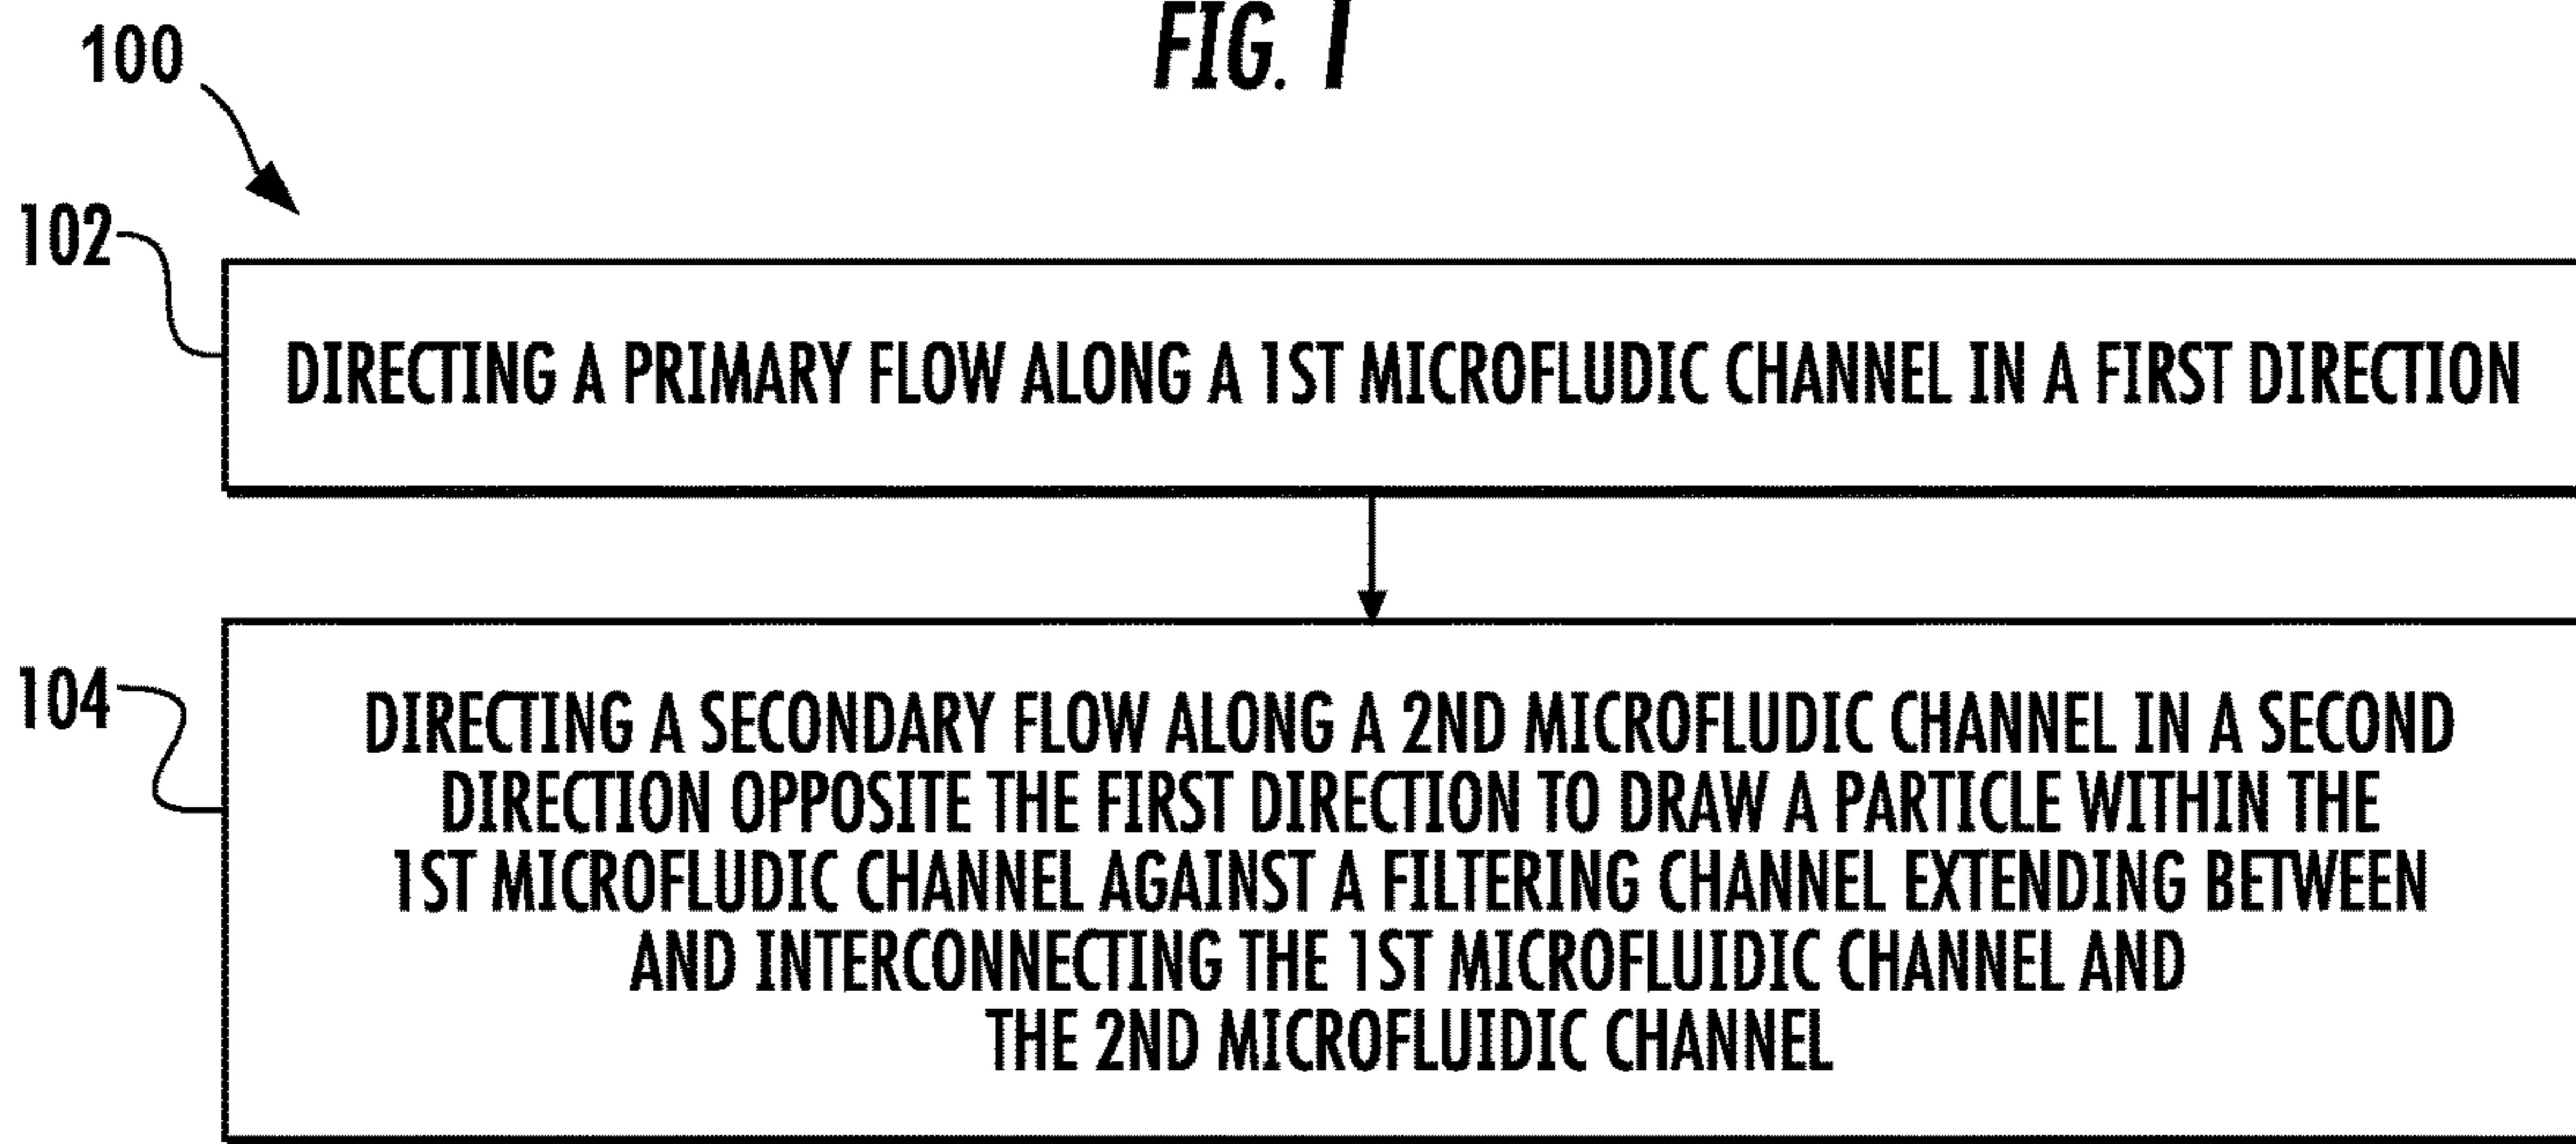 FIG. 1
100
102
DIRECTING A PRIMARY FLOW ALONG A 1ST MICROFLUDIC CHANNEL IN A FIRST DIRECTION
104
DIRECTING A SECONDARY FLOW ALONG A 2ND MICROFLUDIC CHANNEL IN A SECOND
DIRECTION OPPOSITE THE FIRST DIRECTION TO DRAW A PARTICLE WITHIN THE
1ST MICROFLUDIC CHANNEL AGAINST A FILTERING CHANNEL EXTENDING BETWEEN
AND INTERCONNECTING THE 1ST MICROFLUIDIC CHANNEL AND
THE 2ND MICROFLUIDIC CHANNEL